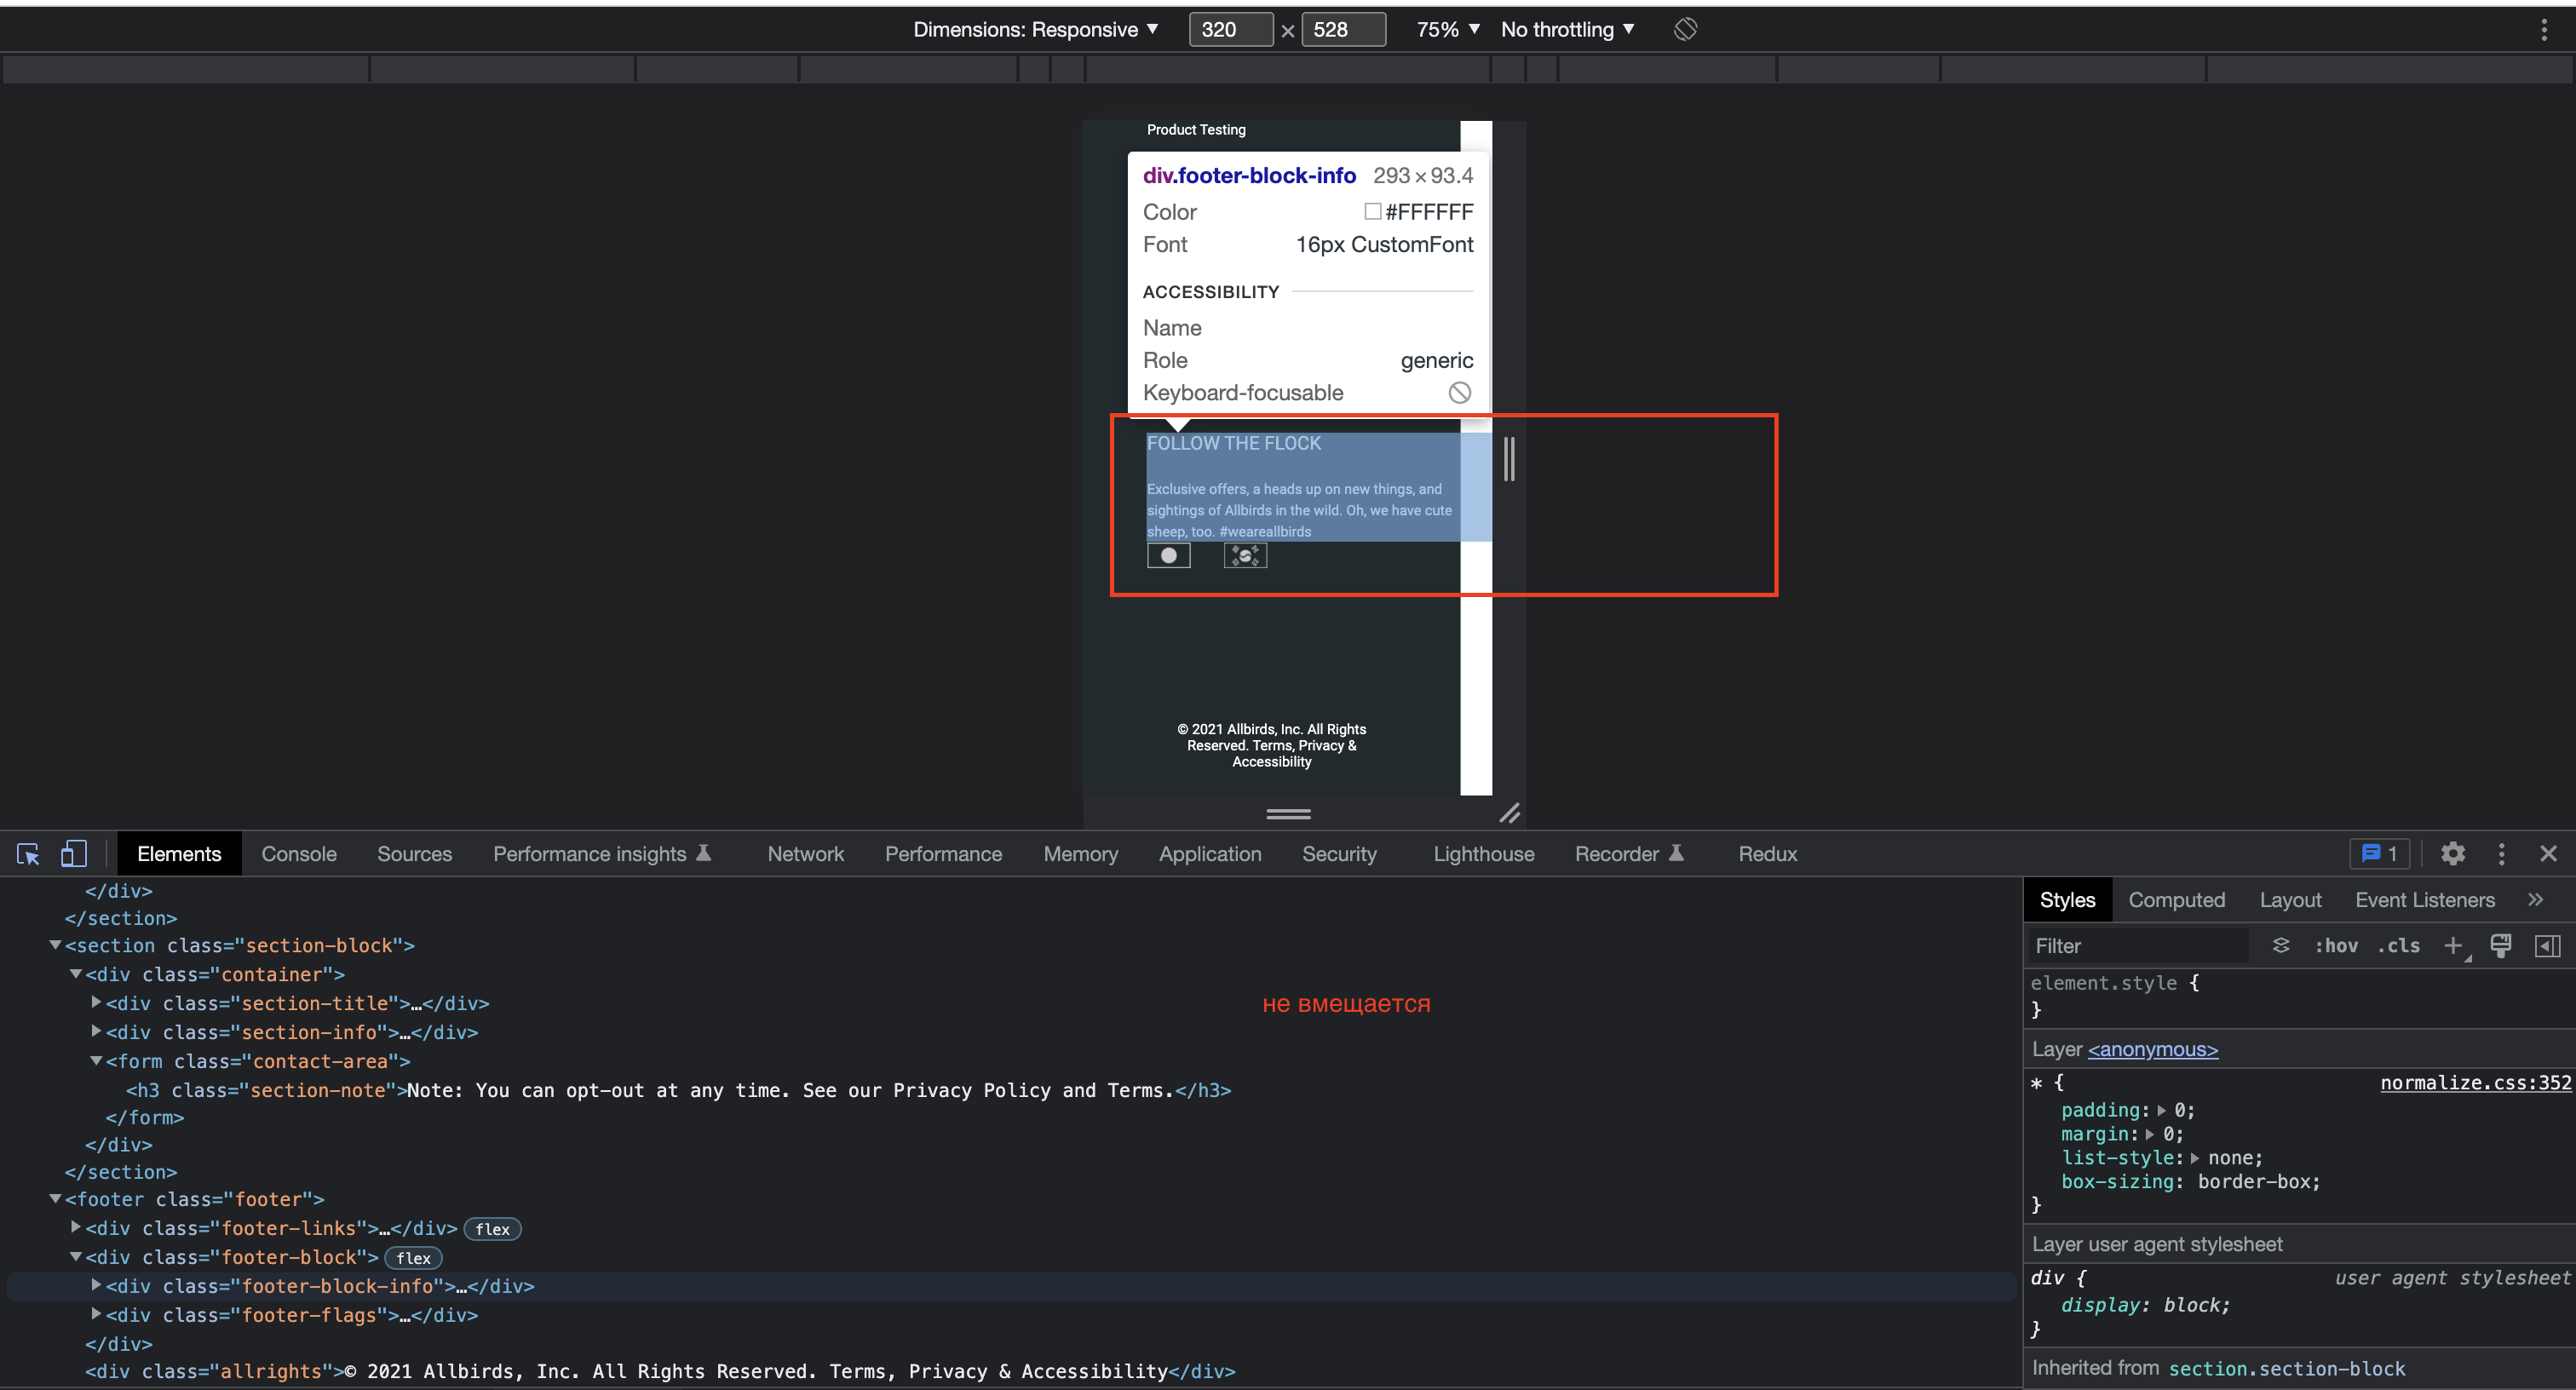 Dimensions: Responsive ▼ 320 × 528 75% ▼ No throttling ▼
Product Testing
div.footer-block-info 293 × 93.4
Color #FFFFFF
Font 16px CustomFont
ACCESSIBILITY
Name
Role generic
Keyboard-focusable
FOLLOW THE FLOCK
Exclusive offers, a heads up on new things, and
sightings of Allbirds in the wild. Oh, we have cute
sheep, too. #weareallbirds
© 2021 Allbirds, Inc. All Rights
Reserved. Terms, Privacy &
Accessibility
Elements Console Sources Performance insights Network Performance Memory Application Security Lighthouse Recorder Redux 1
</div>
</section>
▼<section class="section-block">
▼<div class="container">
▶<div class="section-title">…</div>
▶<div class="section-info">…</div>
▼<form class="contact-area">
<h3 class="section-note">Note: You can opt-out at any time. See our Privacy Policy and Terms.</h3>
</form>
</div>
</section>
▼<footer class="footer">
▶<div class="footer-links">…</div> flex
▼<div class="footer-block"> flex
▶<div class="footer-block-info">…</div>
▶<div class="footer-flags">…</div>
</div>
<div class="allrights">© 2021 Allbirds, Inc. All Rights Reserved. Terms, Privacy & Accessibility</div>
не вмещается
Styles Computed Layout Event Listeners »
Filter :hov .cls +
element.style {
}
Layer <anonymous>
* { normalize.css:352
padding: ▶ 0;
margin: ▶ 0;
list-style: ▶ none;
box-sizing: border-box;
}
Layer user agent stylesheet
div { user agent stylesheet
display: block;
}
Inherited from section.section-block